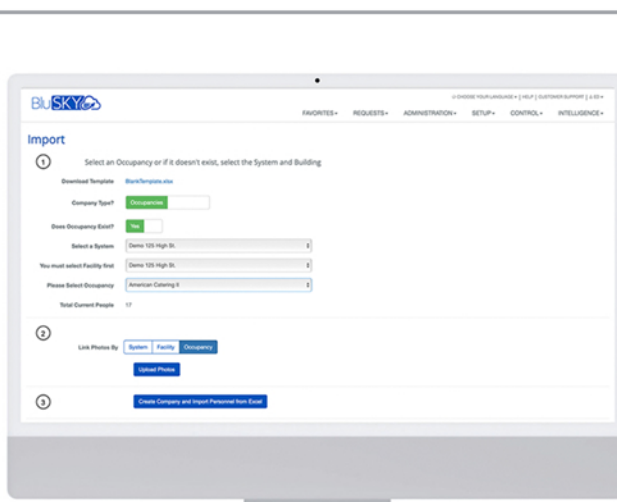 CHOOSE YOUR LANGUAGE | HELP | CUSTOMER SUPPORT |
BluSKY
FAVORITES REQUESTS ADMINISTRATION SETUP CONTROL INTELLIGENCE
Import
1 Select an Occupancy or if it doesn't exist, select the System and Building
Download Template BlankTemplate.xlsx
Company Type? Occupancies
Does Occupancy Exist? Yes
Select a System Demo 125 High St.
You must select Facility first Demo 125 High St.
Please Select Occupancy American Catering II
Total Current People 17
2
Link Photos By System Facility Occupancy
Upload Photos
3 Create Company and Import Personnel from Excel